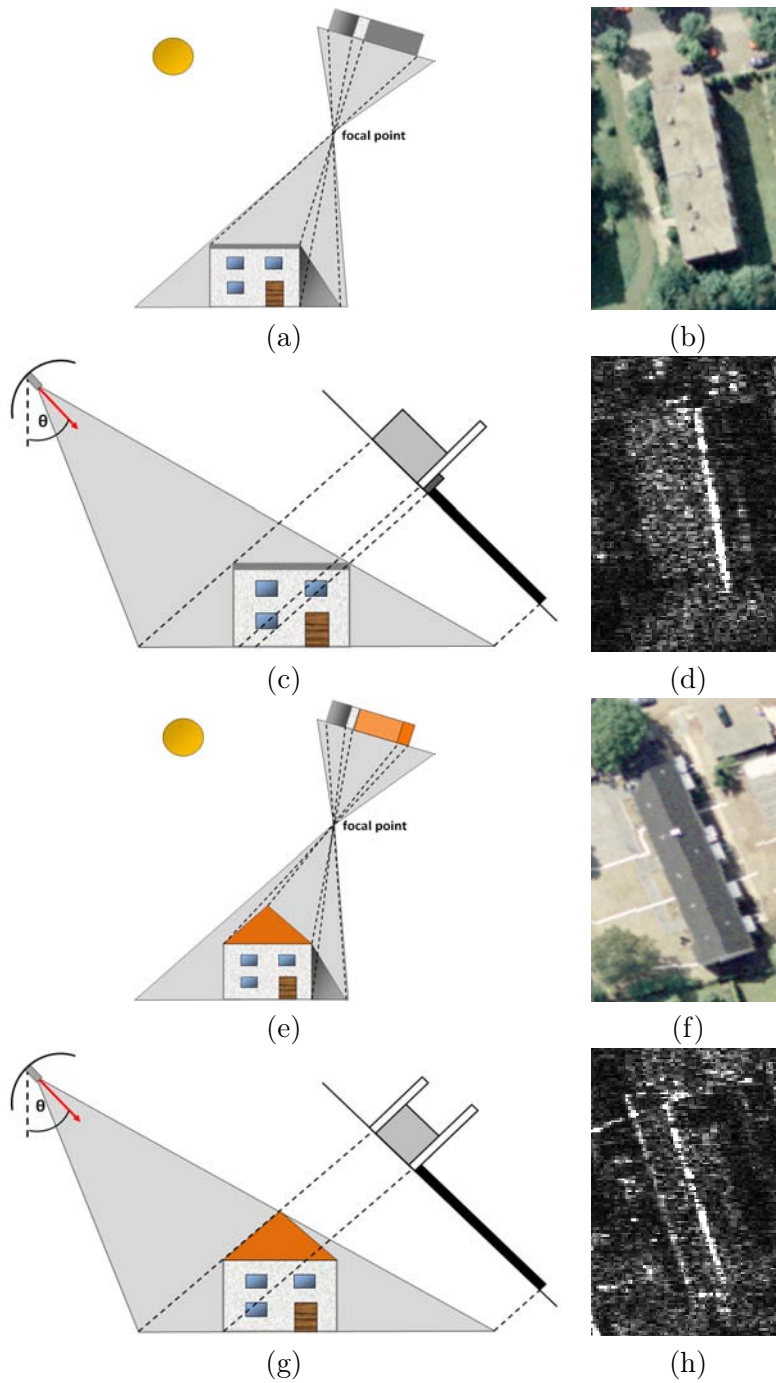 focal point
(a)
(b)
θ
(c)
(d)
focal point
(e)
(f)
θ
(g)
(h)